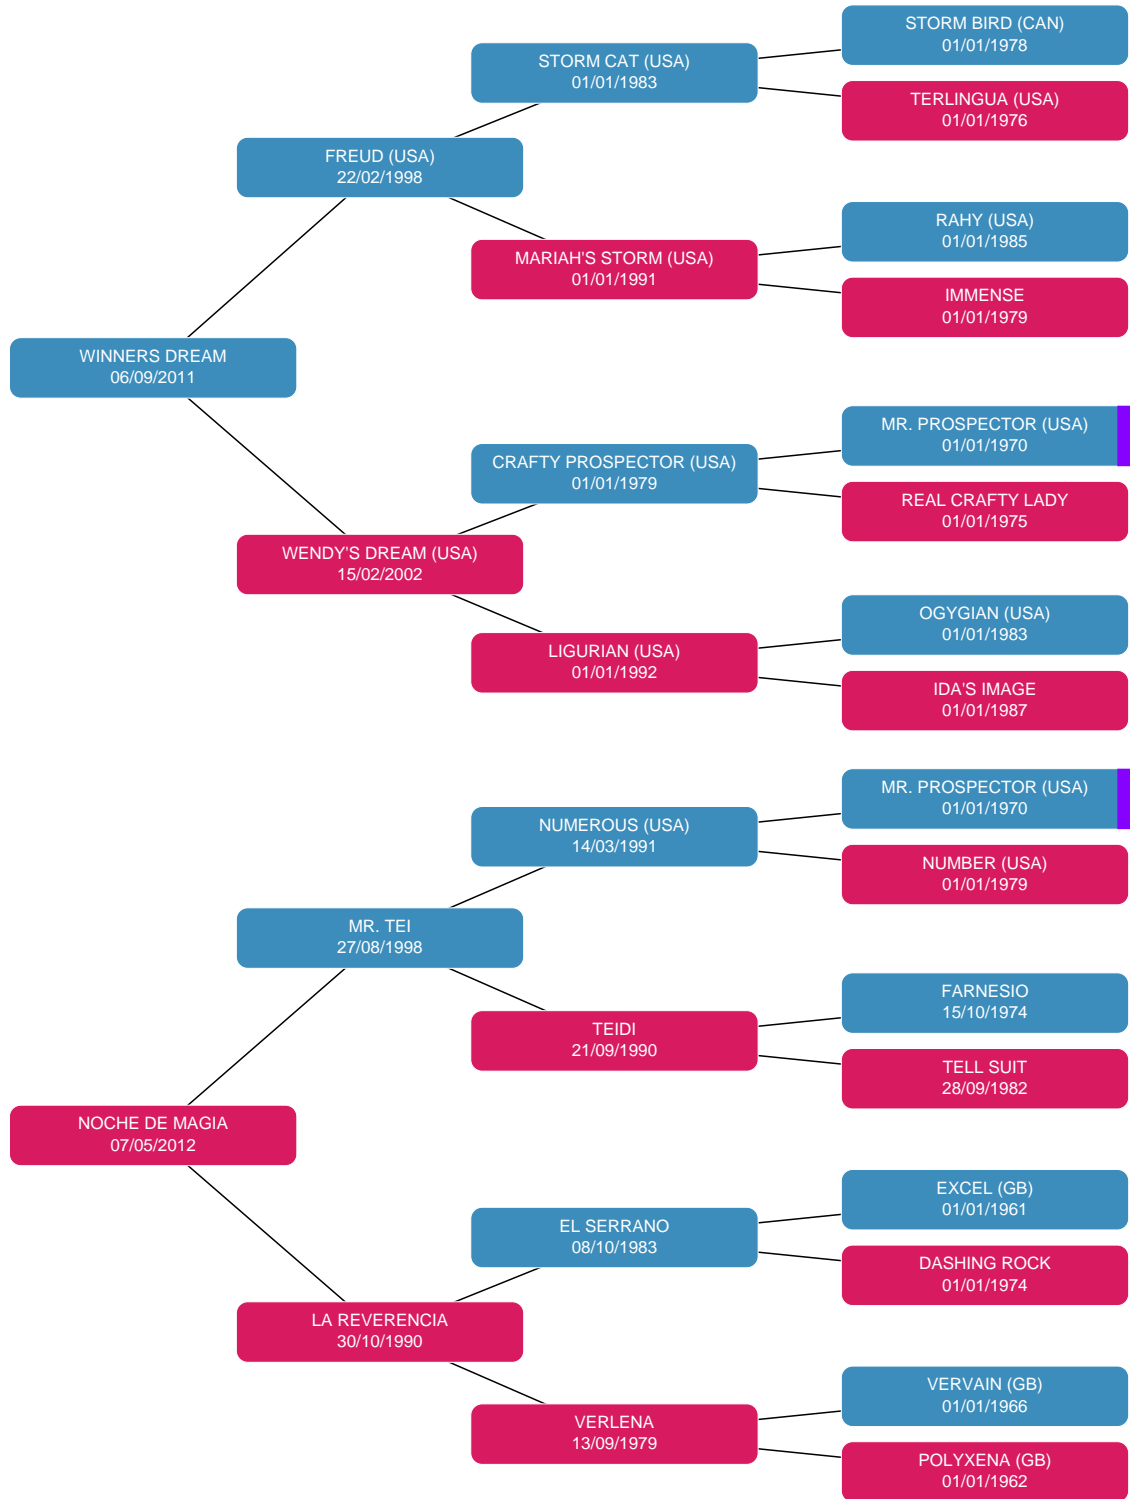 STORM BIRD (CAN)
01/01/1978
STORM CAT (USA)
01/01/1983
TERLINGUA (USA)
01/01/1976
FREUD (USA)
22/02/1998
RAHY (USA)
01/01/1985
MARIAH'S STORM (USA)
01/01/1991
IMMENSE
01/01/1979
WINNERS DREAM
06/09/2011
MR. PROSPECTOR (USA)
01/01/1970
CRAFTY PROSPECTOR (USA)
01/01/1979
REAL CRAFTY LADY
01/01/1975
WENDY'S DREAM (USA)
15/02/2002
OGYGIAN (USA)
01/01/1983
LIGURIAN (USA)
01/01/1992
IDA'S IMAGE
01/01/1987
MR. PROSPECTOR (USA)
01/01/1970
NUMEROUS (USA)
14/03/1991
NUMBER (USA)
01/01/1979
MR. TEI
27/08/1998
FARNESIO
15/10/1974
TEIDI
21/09/1990
TELL SUIT
28/09/1982
NOCHE DE MAGIA
07/05/2012
EXCEL (GB)
01/01/1961
EL SERRANO
08/10/1983
DASHING ROCK
01/01/1974
LA REVERENCIA
30/10/1990
VERVAIN (GB)
01/01/1966
VERLENA
13/09/1979
POLYXENA (GB)
01/01/1962